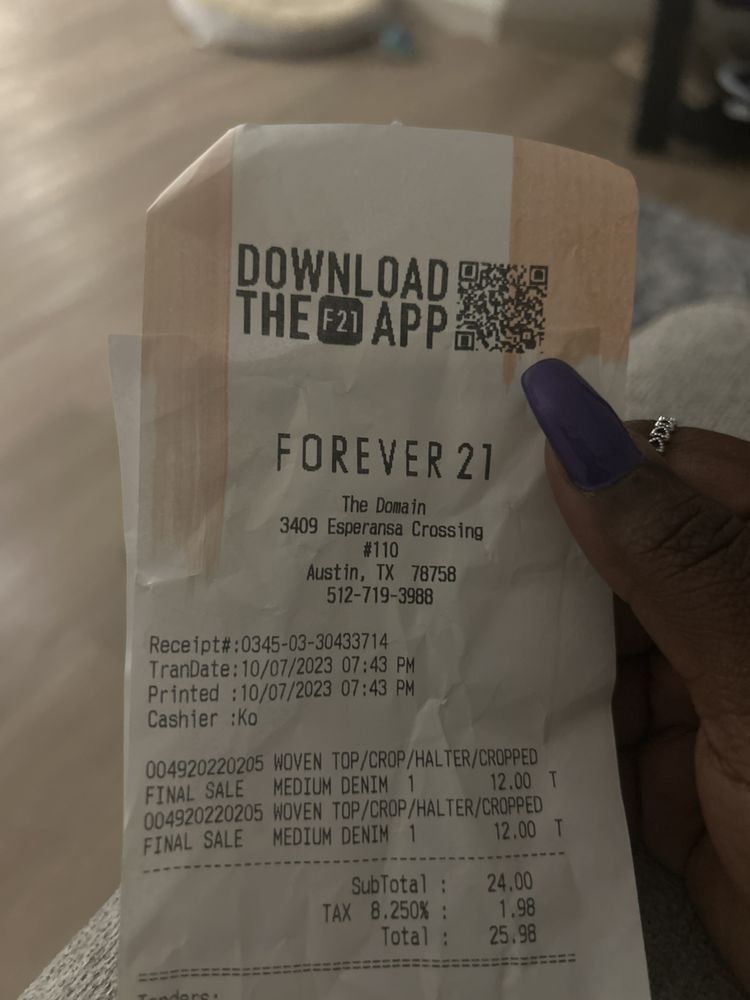 DOWNLOAD
THE F21 APP
FOREVER 21
The Domain
3409 Esperansa Crossing
#110
Austin, TX 78758
512-719-3988
Receipt#:0345-03-30433714
TranDate:10/07/2023 07:43 PM
Printed :10/07/2023 07:43 PM
Cashier :Ko
004920220205 WOVEN TOP/CROP/HALTER/CROPPED
FINAL SALE MEDIUM DENIM 1 12.00 T
004920220205 WOVEN TOP/CROP/HALTER/CROPPED
FINAL SALE MEDIUM DENIM 1 12.00 T
SubTotal : 24.00
TAX 8.250% : 1.98
Total : 25.98
Tenders: